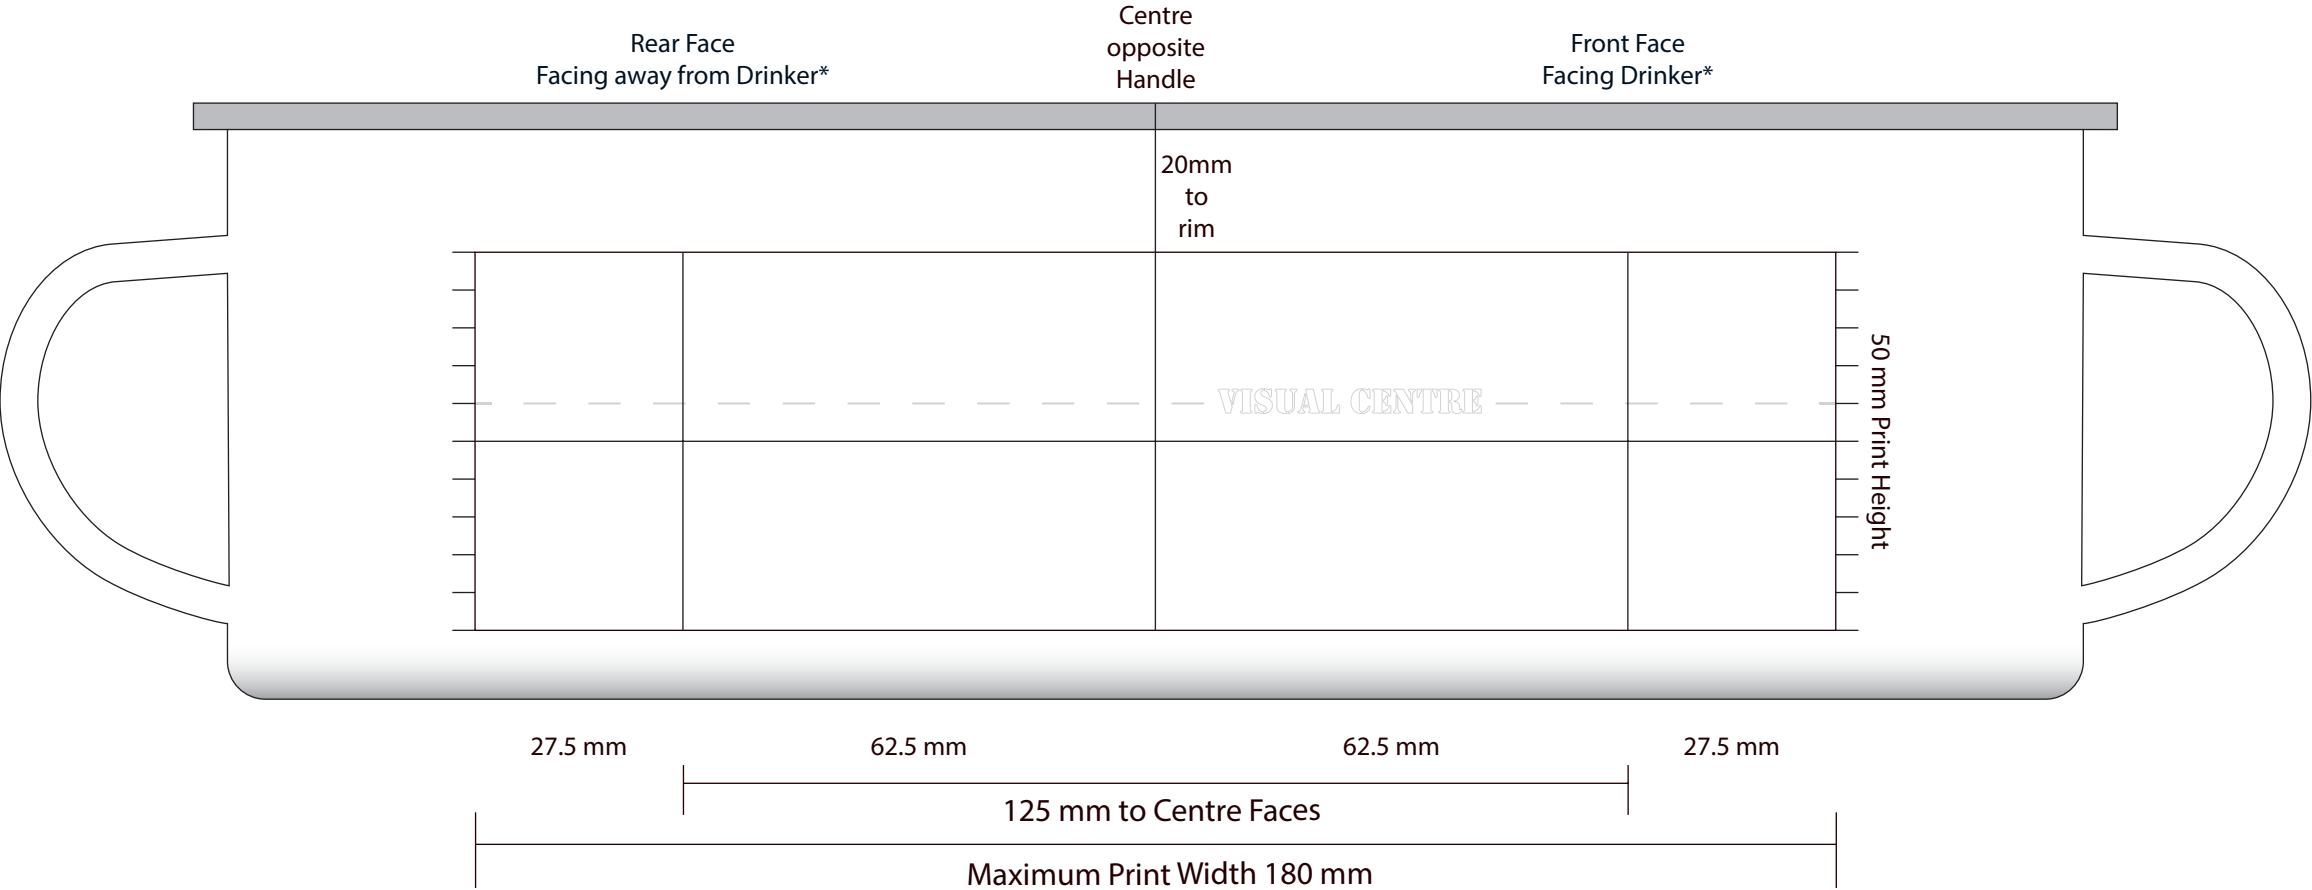 Rear Face
Facing away from Drinker*
Centre
opposite
Handle
Front Face
Facing Drinker*
20mm
to
rim
VISUAL CENTRE
50 mm Print Height
27.5 mm
62.5 mm
62.5 mm
27.5 mm
125 mm to Centre Faces
Maximum Print Width 180 mm